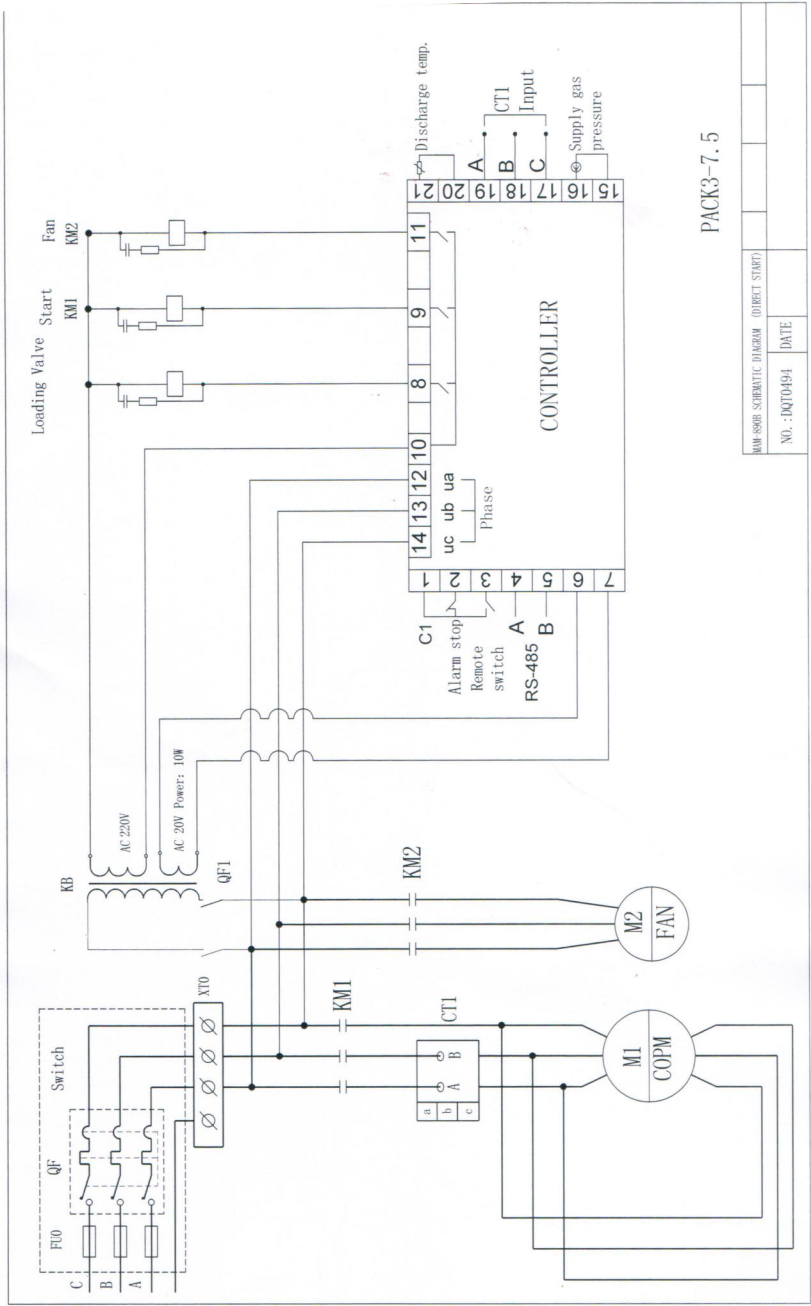 C
B
A
FU0
QF
Switch
XT0
KM1
CT1
a
b
c
A
B
M1
COPM
KB
QF1
AC 220V
AC 20V Power: 10W
KM2
M2
FAN
Loading Valve
Start
KM1
Fan
KM2
14
13
12
10
8
9
11
uc
ub
ua
Phase
1
2
3
4
5
6
7
C1
Alarm stop
Remote
switch
A
RS-485
B
CONTROLLER
21
20
19
18
17
16
15
Discharge temp.
A
B
C
CT1
Input
Supply gas
pressure
PACK3-7.5
MAM-890B SCHEMATIC DIAGRAM (DIRECT START)
NO.:DQT0494
DATE